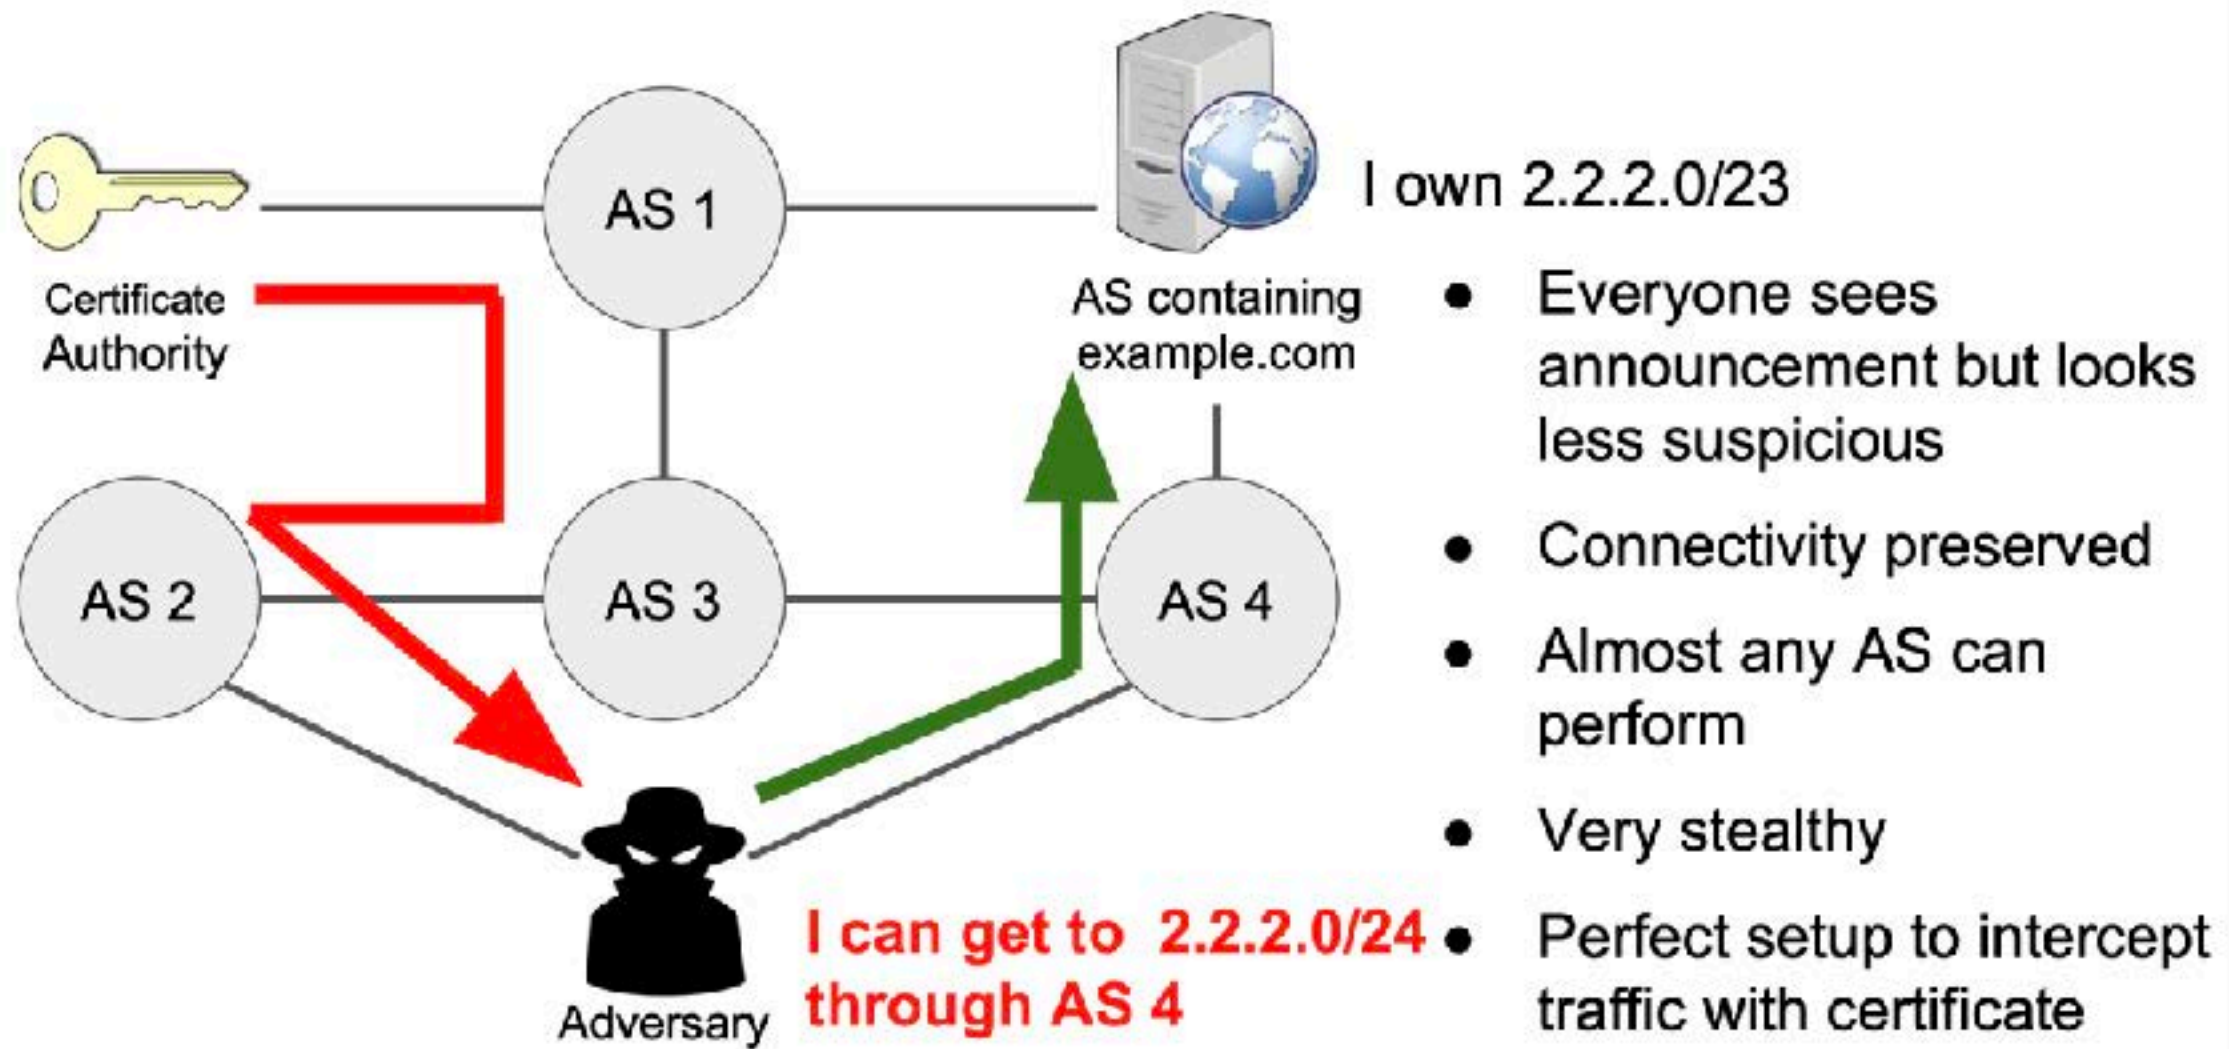 AS 1
I own 2.2.2.0/23
Certificate
Authority
AS containing
example.com
● Everyone sees
announcement but looks
less suspicious
● Connectivity preserved
AS 2
AS 3
AS 4
● Almost any AS can
perform
● Very stealthy
I can get to 2.2.2.0/24
through AS 4
Adversary
● Perfect setup to intercept
traffic with certificate